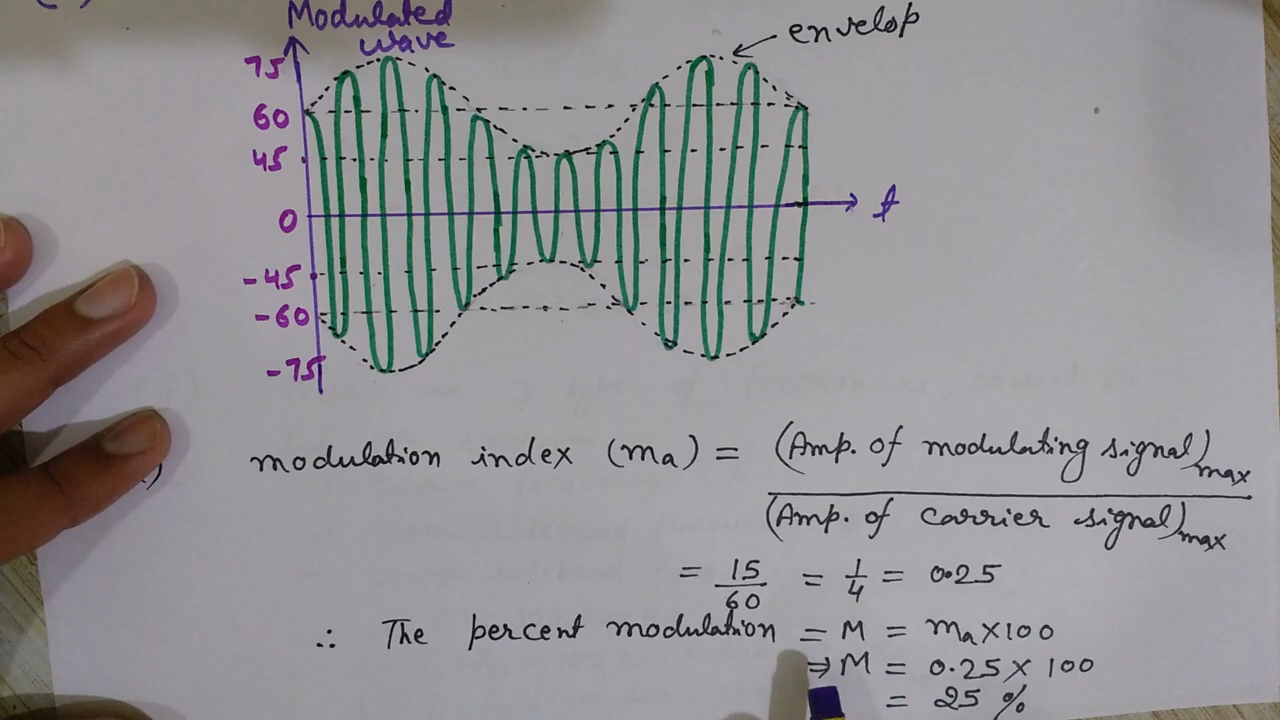 Modulated
wave
envelop
75
60
45
0
t
-45
-60
-75
modulation index (ma) = (Amp. of modulating signal)max
(Amp. of carrier signal)max
= 15/60 = 1/4 = 0.25
∴ The percent modulation = M = ma×100
⇒ M = 0.25 × 100
= 25 %